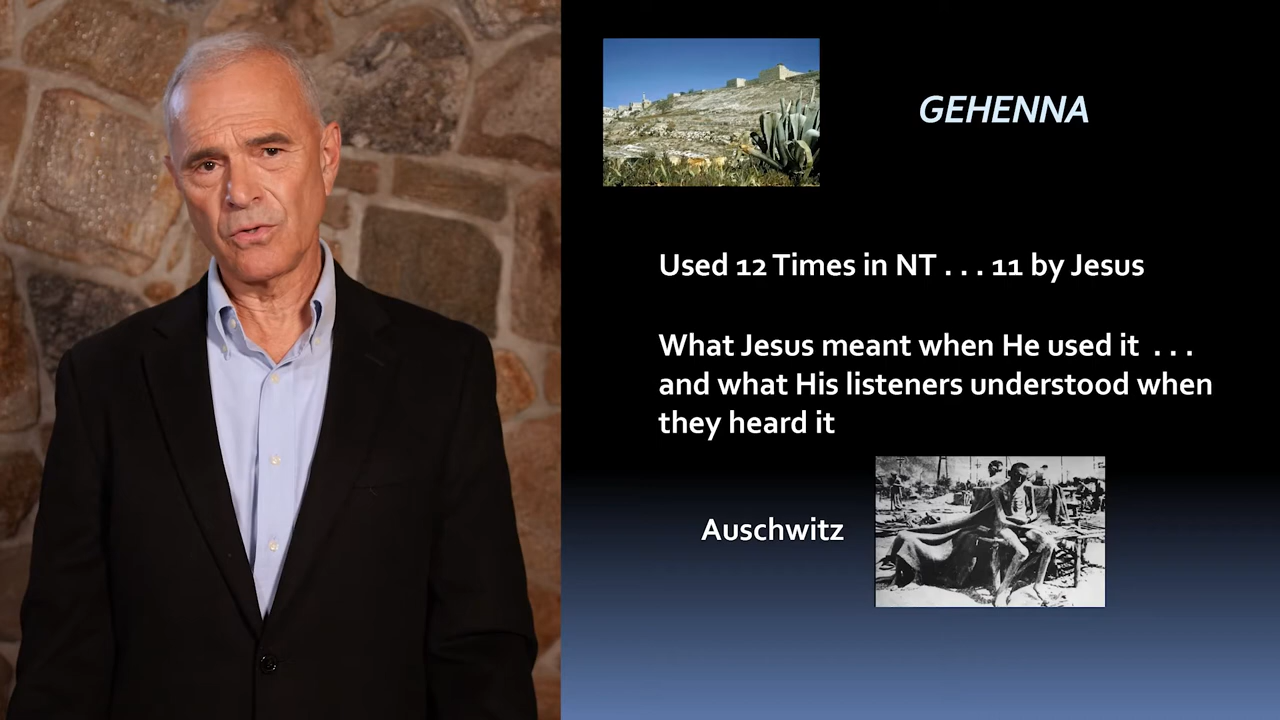 GEHENNA
Used 12 Times in NT . . . 11 by Jesus
What Jesus meant when He used it . . .
and what His listeners understood when
they heard it
Auschwitz